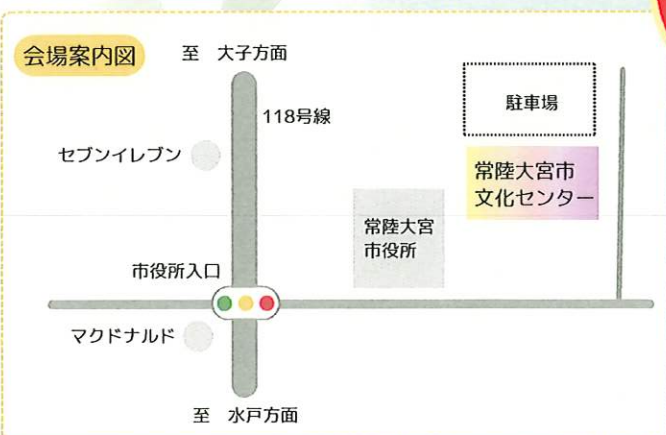 会場案内図
至　大子方面
118号線
駐車場
セブンイレブン
常陸大宮市
文化センター
常陸大宮
市役所
市役所入口
マクドナルド
至　水戸方面